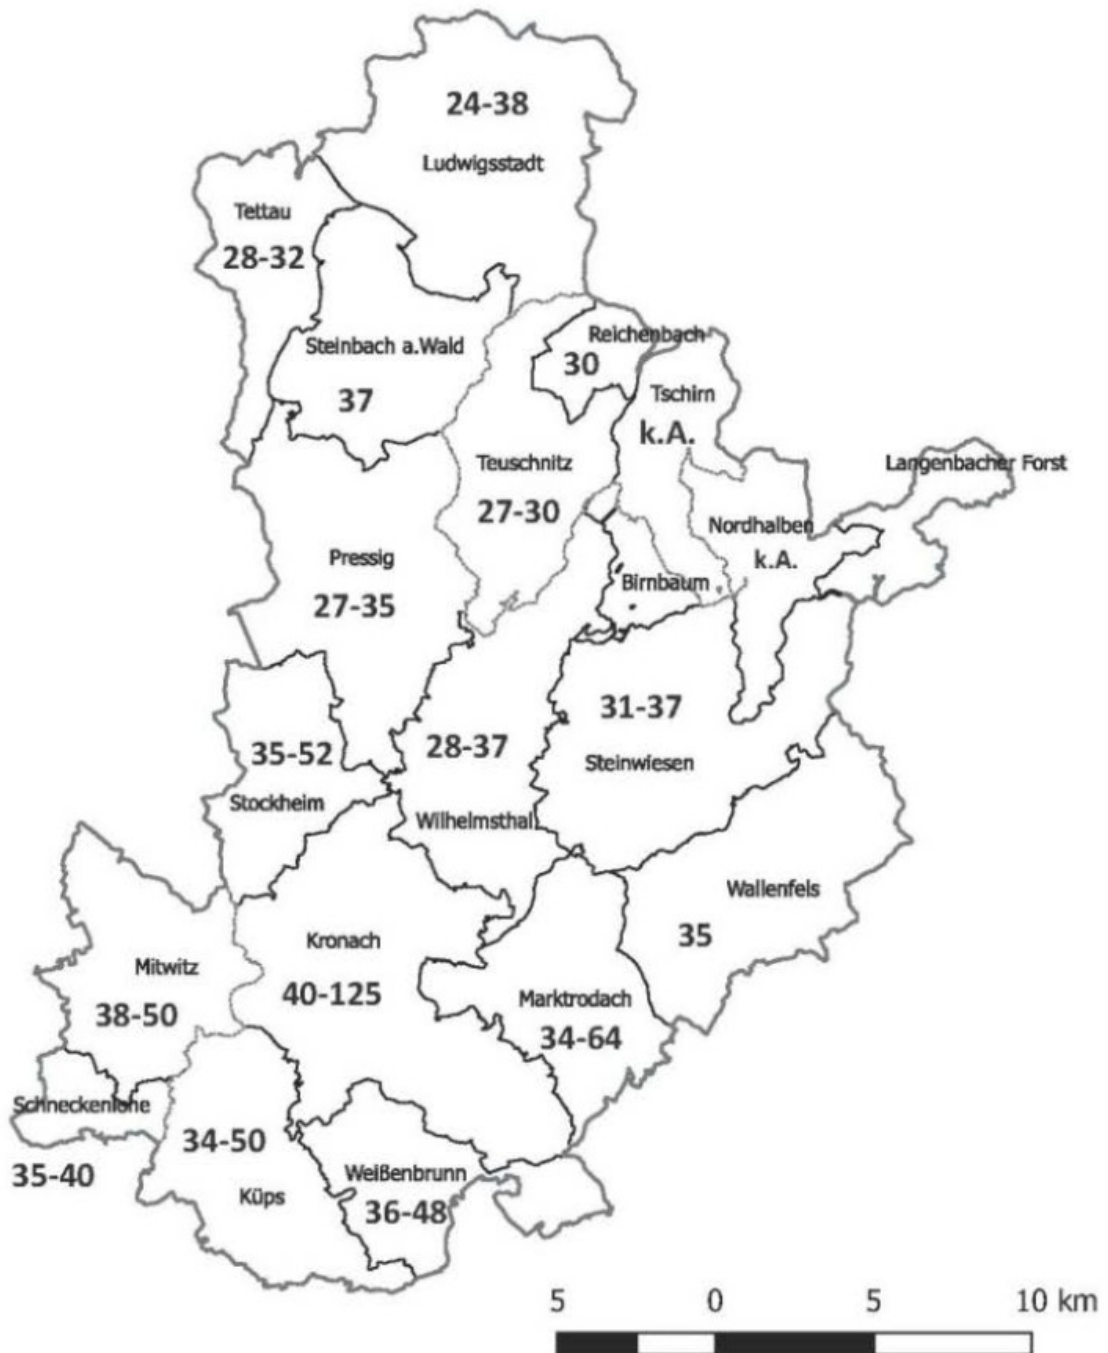 24-38
Ludwigsstadt
Tettau
28-32
Reichenbach
Steinbach a.Wald
30
37
Tschirn
k.A.
Teuschnitz
Langenbacher Forst
27-30
Nordhalben
Pressig
k.A.
Birnbaum
27-35
31-37
28-37
35-52
Steinwiesen
Stockheim
Wilhelmsthal
Wallenfels
35
Kronach
Mitwitz
40-125
Marktrodach
38-50
34-64
Schneckenlohe
34-50
35-40
Weißenbrunn
Küps
36-48
5 0 5 10 km